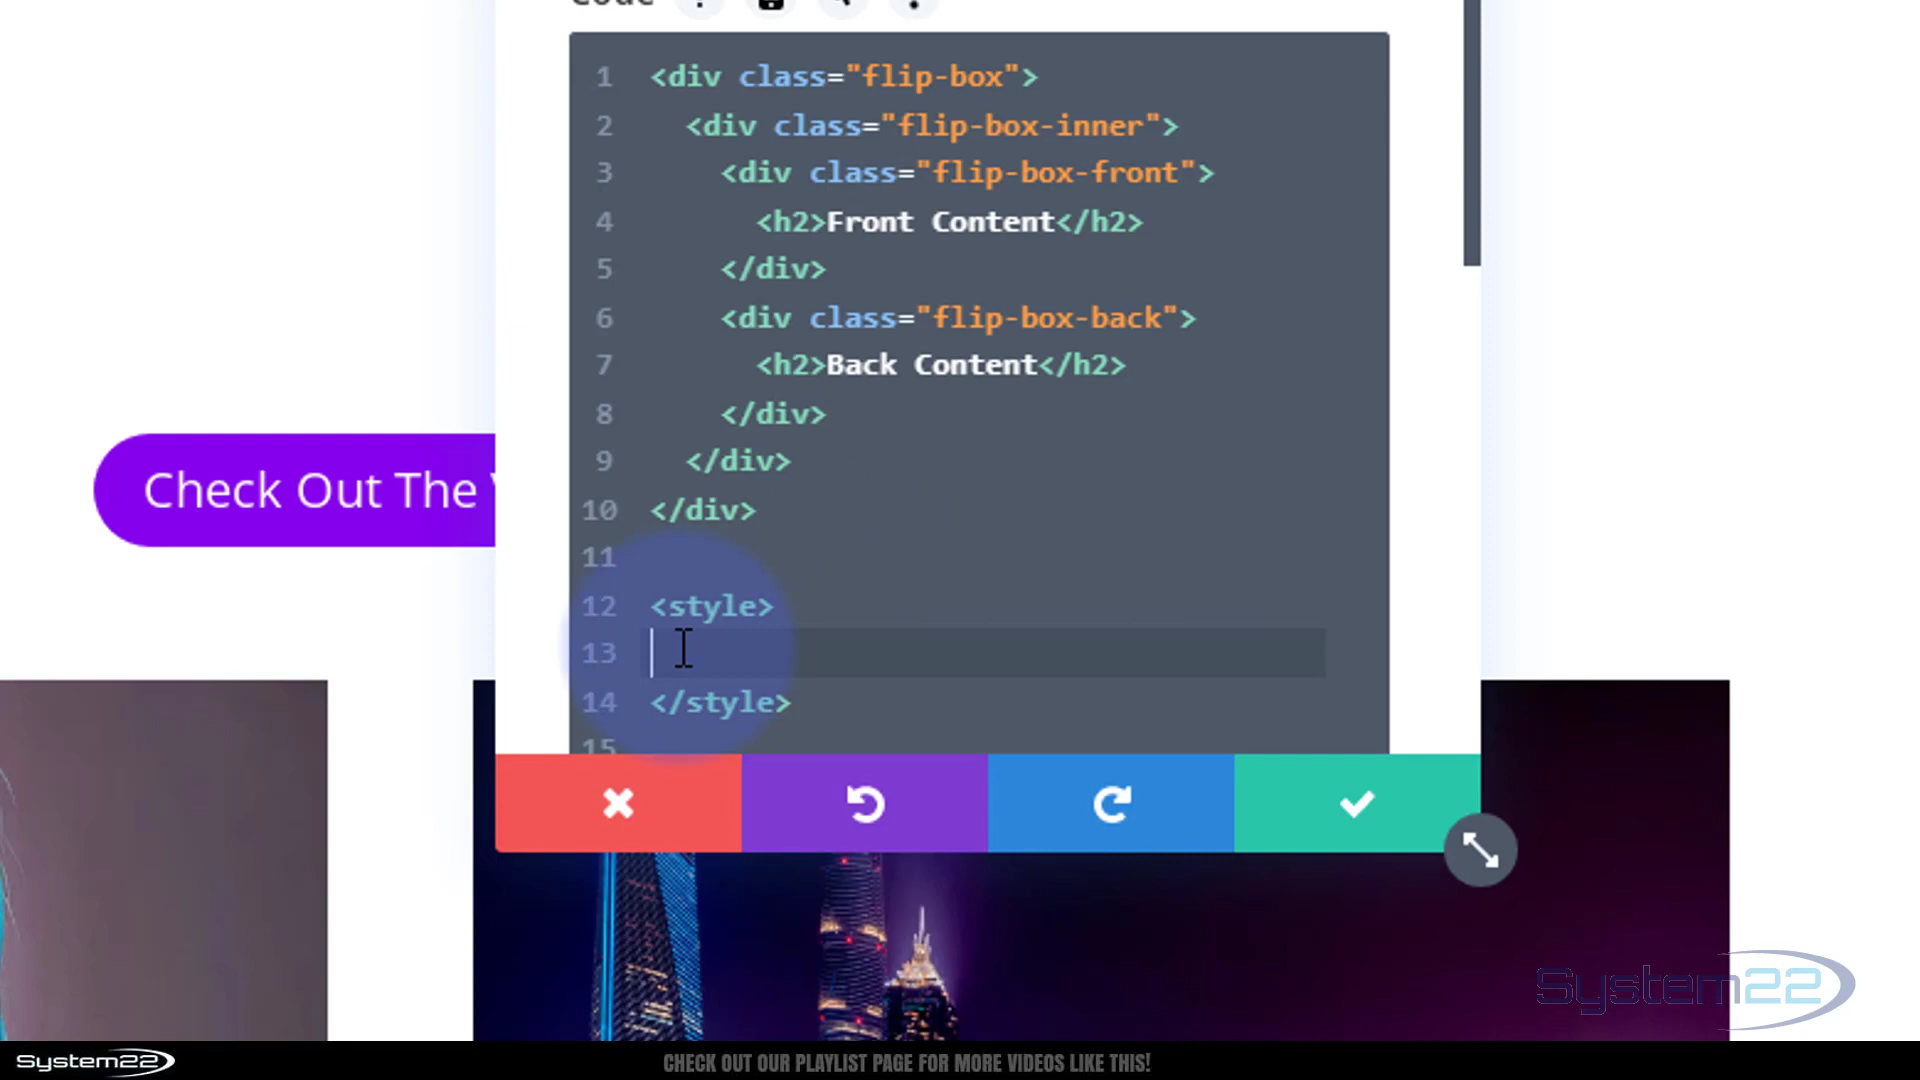 Code
1 <div class="flip-box">
2 <div class="flip-box-inner">
3 <div class="flip-box-front">
4 <h2>Front Content</h2>
5 </div>
6 <div class="flip-box-back">
7 <h2>Back Content</h2>
8 </div>
9 </div>
10 </div>
11
12 <style>
13
14 </style>
15
Check Out The
System22
System22
CHECK OUT OUR PLAYLIST PAGE FOR MORE VIDEOS LIKE THIS!